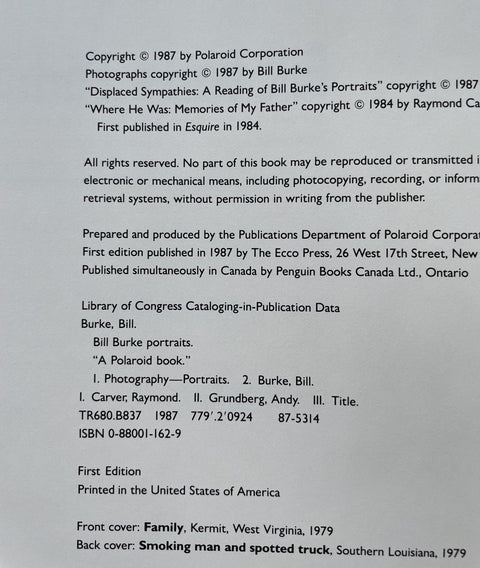 Copyright © 1987 by Polaroid Corporation
Photographs copyright © 1987 by Bill Burke
“Displaced Sympathies: A Reading of Bill Burke’s Portraits” copyright © 1987
“Where He Was: Memories of My Father” copyright © 1984 by Raymond Ca
First published in Esquire in 1984.
All rights reserved. No part of this book may be reproduced or transmitted i
electronic or mechanical means, including photocopying, recording, or inform
retrieval systems, without permission in writing from the publisher.
Prepared and produced by the Publications Department of Polaroid Corpora
First edition published in 1987 by The Ecco Press, 26 West 17th Street, New
Published simultaneously in Canada by Penguin Books Canada Ltd., Ontario
Library of Congress Cataloging-in-Publication Data
Burke, Bill.
Bill Burke portraits.
“A Polaroid book.”
1. Photography—Portraits. 2. Burke, Bill.
I. Carver, Raymond. II. Grundberg, Andy. III. Title.
TR680.B837 1987 779′.2′0924 87-5314
ISBN 0-88001-162-9
First Edition
Printed in the United States of America
Front cover: Family, Kermit, West Virginia, 1979
Back cover: Smoking man and spotted truck, Southern Louisiana, 1979